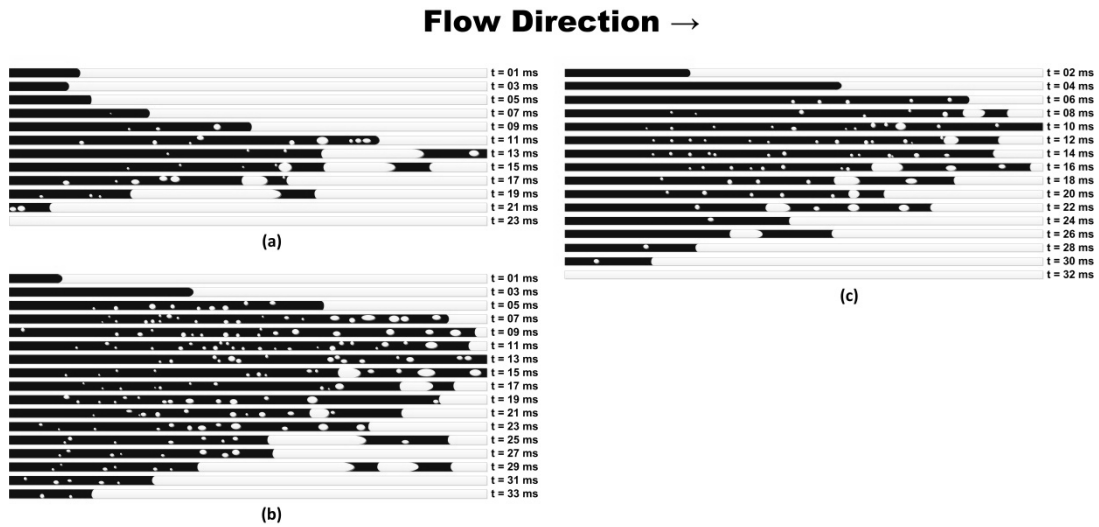 Flow Direction →
t = 01 ms
t = 03 ms
t = 05 ms
t = 07 ms
t = 09 ms
t = 11 ms
t = 13 ms
t = 15 ms
t = 17 ms
t = 19 ms
t = 21 ms
t = 23 ms
(a)
t = 01 ms
t = 03 ms
t = 05 ms
t = 07 ms
t = 09 ms
t = 11 ms
t = 13 ms
t = 15 ms
t = 17 ms
t = 19 ms
t = 21 ms
t = 23 ms
t = 25 ms
t = 27 ms
t = 29 ms
t = 31 ms
t = 33 ms
(b)
t = 02 ms
t = 04 ms
t = 06 ms
t = 08 ms
t = 10 ms
t = 12 ms
t = 14 ms
t = 16 ms
t = 18 ms
t = 20 ms
t = 22 ms
t = 24 ms
t = 26 ms
t = 28 ms
t = 30 ms
t = 32 ms
(c)